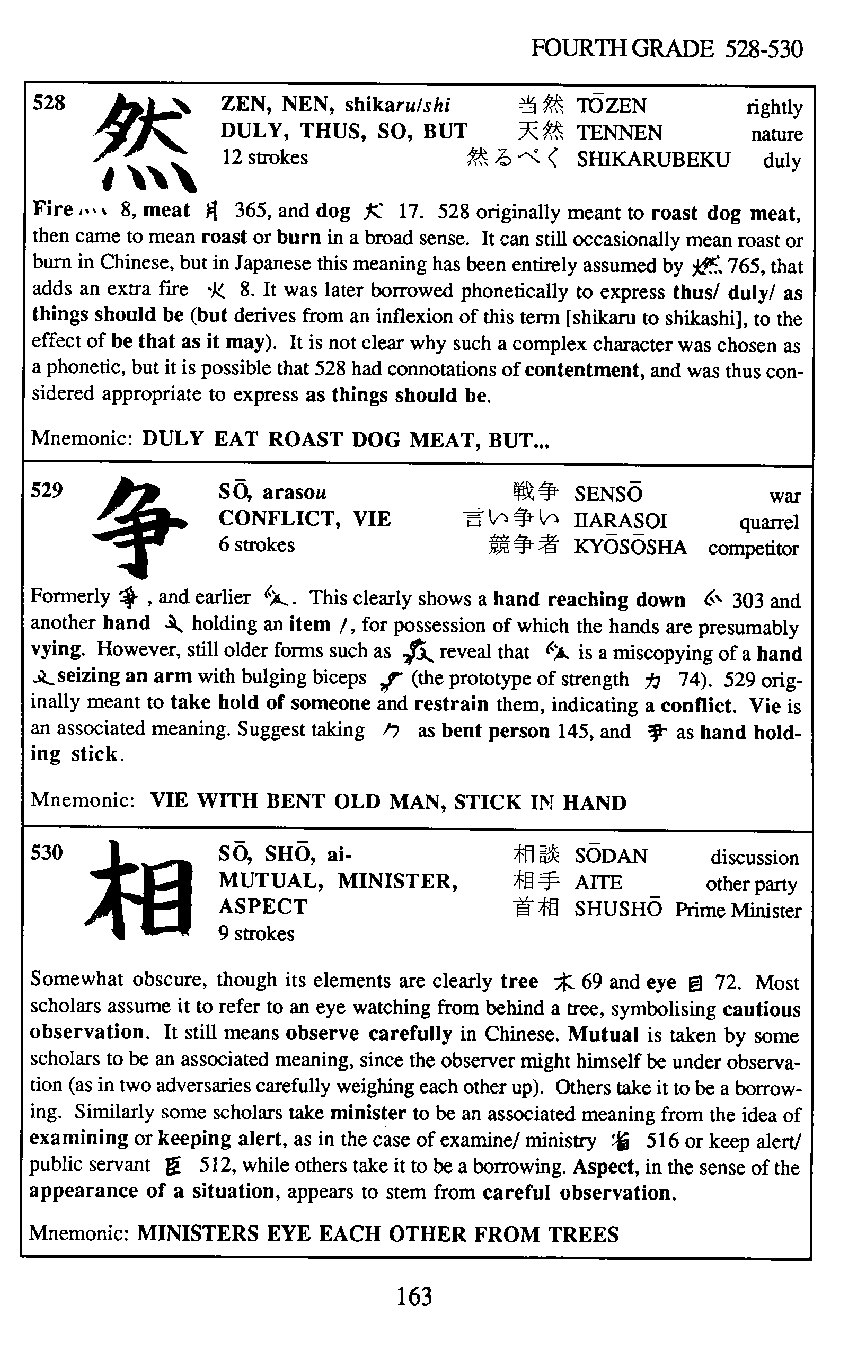 FOURTH GRADE 528-530
528 然 ZEN, NEN, shikaru/shi 当然 TŌZEN rightly
DULY, THUS, SO, BUT 天然 TENNEN nature
12 strokes 然るべく SHIKARUBEKU duly
Fire 灬 8, meat 365, and dog 犬 17. 528 originally meant to roast dog meat,
then came to mean roast or burn in a broad sense. It can still occasionally mean roast or
burn in Chinese, but in Japanese this meaning has been entirely assumed by 燃 765, that
adds an extra fire 火 8. It was later borrowed phonetically to express thus/ duly/ as
things should be (but derives from an inflexion of this term [shikaru to shikashi], to the
effect of be that as it may). It is not clear why such a complex character was chosen as
a phonetic, but it is possible that 528 had connotations of contentment, and was thus con-
sidered appropriate to express as things should be.
Mnemonic: DULY EAT ROAST DOG MEAT, BUT...
529 争 SŌ, arasou 戦争 SENSŌ war
CONFLICT, VIE 言い争い IIARASOI quarrel
6 strokes 競争者 KYŌSŌSHA competitor
Formerly 爭, and earlier . This clearly shows a hand reaching down 303 and
another hand holding an item /, for possession of which the hands are presumably
vying. However, still older forms such as reveal that is a miscopying of a hand
seizing an arm with bulging biceps (the prototype of strength 力 74). 529 orig-
inally meant to take hold of someone and restrain them, indicating a conflict. Vie is
an associated meaning. Suggest taking as bent person 145, and as hand hold-
ing stick.
Mnemonic: VIE WITH BENT OLD MAN, STICK IN HAND
530 相 SŌ, SHŌ, ai- 相談 SŌDAN discussion
MUTUAL, MINISTER, 相手 AITE other party
ASPECT 首相 SHUSHŌ Prime Minister
9 strokes
Somewhat obscure, though its elements are clearly tree 木 69 and eye 目 72. Most
scholars assume it to refer to an eye watching from behind a tree, symbolising cautious
observation. It still means observe carefully in Chinese. Mutual is taken by some
scholars to be an associated meaning, since the observer might himself be under observa-
tion (as in two adversaries carefully weighing each other up). Others take it to be a borrow-
ing. Similarly some scholars take minister to be an associated meaning from the idea of
examining or keeping alert, as in the case of examine/ ministry 省 516 or keep alert/
public servant 臣 512, while others take it to be a borrowing. Aspect, in the sense of the
appearance of a situation, appears to stem from careful observation.
Mnemonic: MINISTERS EYE EACH OTHER FROM TREES
163